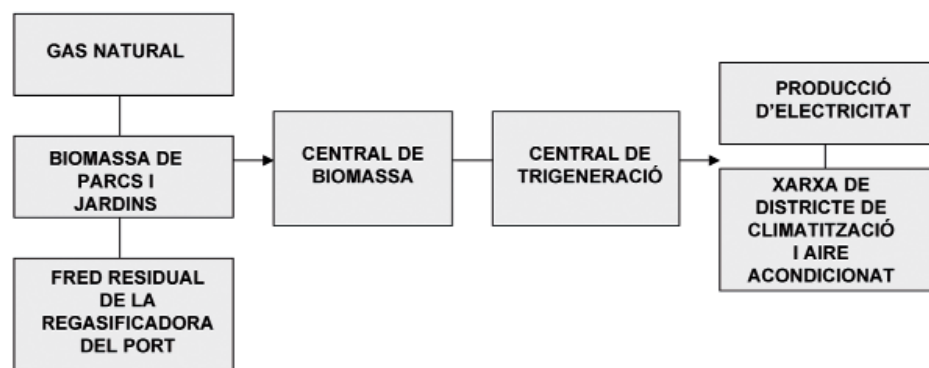 GAS NATURAL
BIOMASSA DE
PARCS I
JARDINS
FRED RESIDUAL
DE LA
REGASIFICADORA
DEL PORT
CENTRAL DE
BIOMASSA
CENTRAL DE
TRIGENERACIÓ
PRODUCCIÓ
D'ELECTRICITAT
XARXA DE
DISTRICTE DE
CLIMATITZACIÓ
I AIRE
ACONDICIONAT